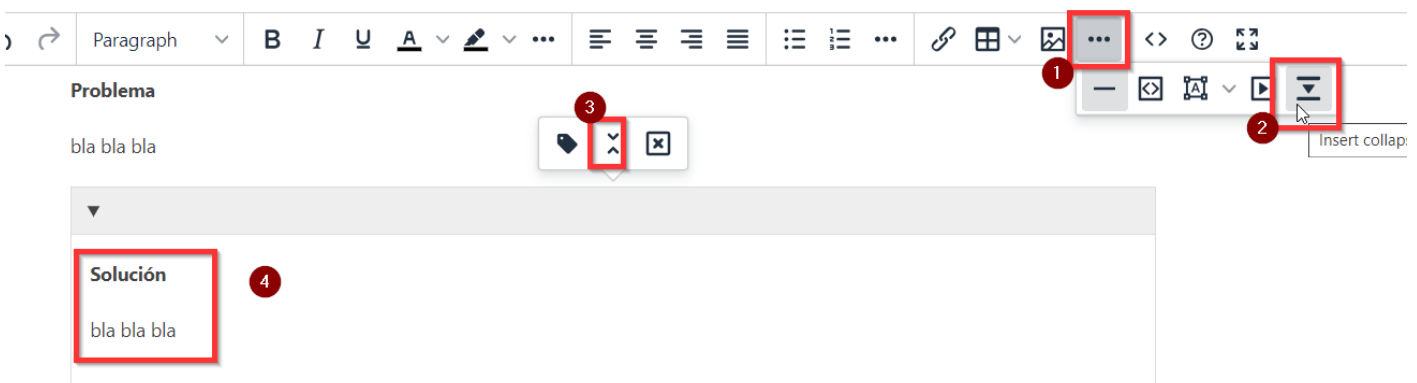 Paragraph B I U A
1
Problema
3
A
2
Insert collaps
bla bla bla
Solución
4
bla bla bla